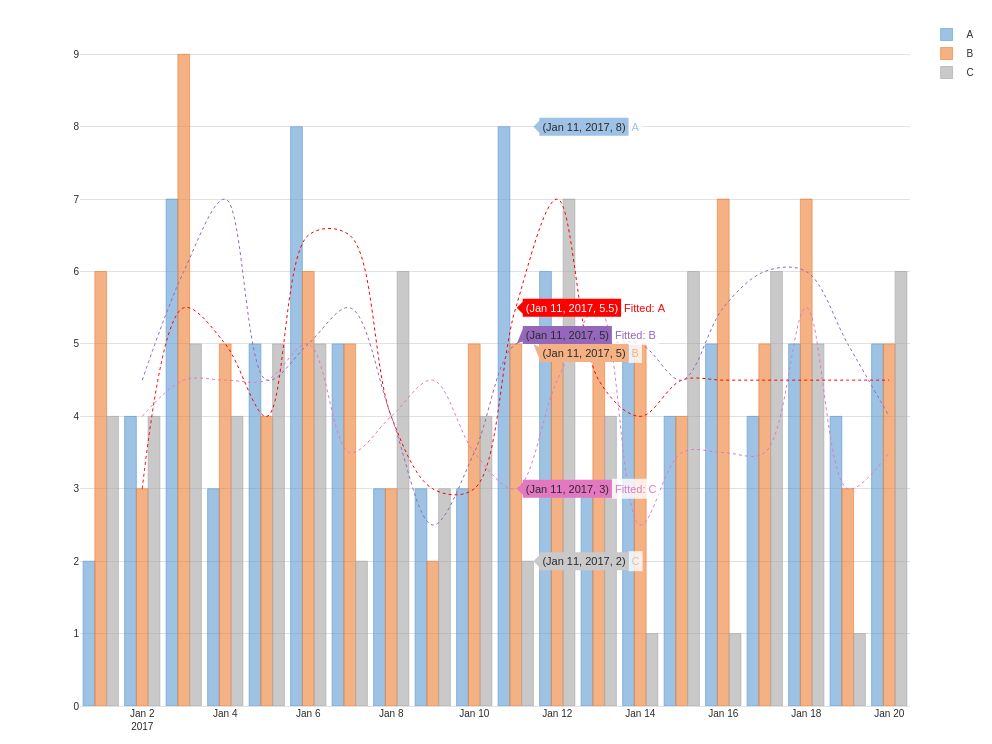 A
B
C
9
8
7
6
5
4
3
2
1
0
(Jan 11, 2017, 8) A
(Jan 11, 2017, 5.5) Fitted: A
(Jan 11, 2017, 5) Fitted: B
(Jan 11, 2017, 5) B
(Jan 11, 2017, 3) Fitted: C
(Jan 11, 2017, 2) C
Jan 2 Jan 4 Jan 6 Jan 8 Jan 10 Jan 12 Jan 14 Jan 16 Jan 18 Jan 20
2017